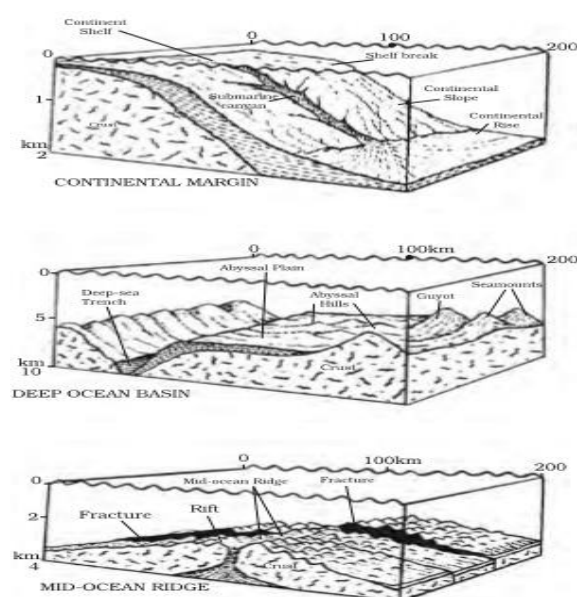 Continent
Shelf
0
100
200
Shelf break
0
Submarine
canyan
Continental
Slope
Continental
Rise
1
Crust
km
2
CONTINENTAL MARGIN
0
100km
200
0
Abyssal Plain
Deep-sea
Trench
Abyssal
Hills
Guyot
Seamounts
5
km
10
Crust
DEEP OCEAN BASIN
0
100km
200
0
Mid-ocean Ridge
Fracture
2
Fracture
Rift
km
4
Crust
MID-OCEAN RIDGE